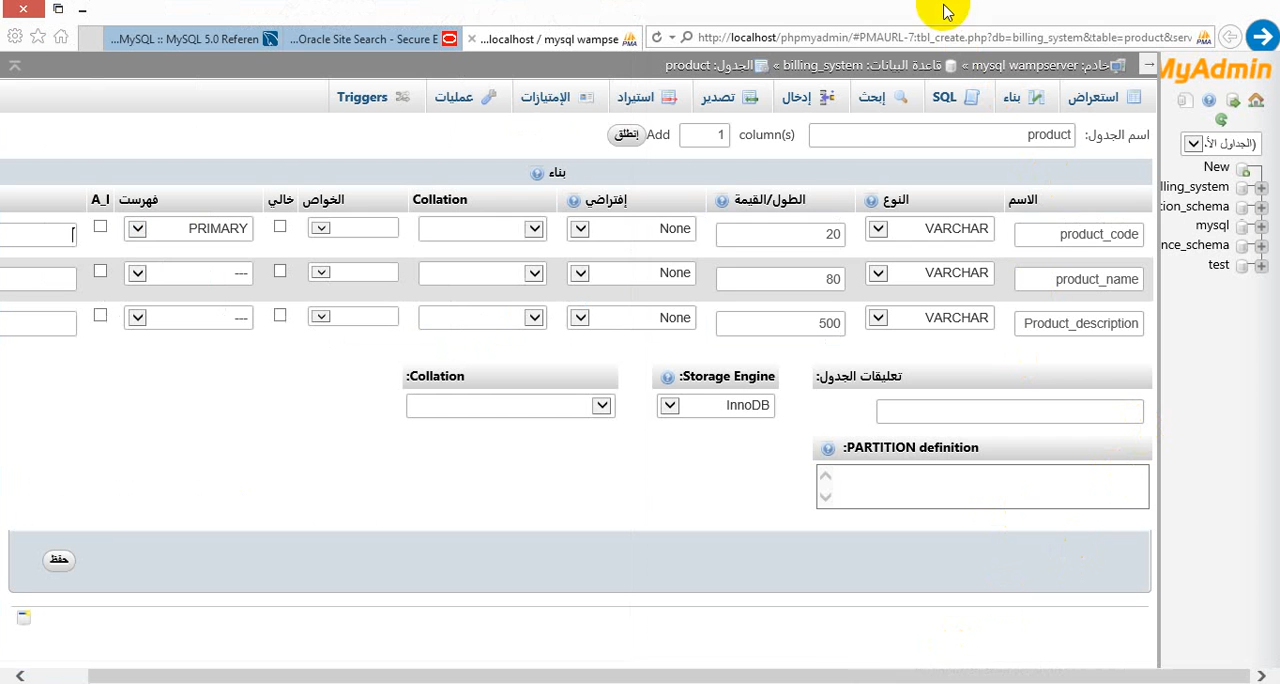 ...MySQL :: MySQL 5.0 Referen
...Oracle Site Search - Secure E
...localhost / mysql wampse
http://localhost/phpmyadmin/#PMAURL-7:tbl_create.php?db=billing_system&table=product&serv
خادم: mysql wampserver » قاعدة البيانات: billing_system » الجدول: product
MyAdmin
استعراض بناء SQL إبحث إدخال تصدير استيراد الإمتيازات عمليات Triggers
اسم الجدول: product Add 1 column(s) إنطلق
(الجداول الأ.
New
lling_system
tion_schema
mysql
nce_schema
test
بناء
الاسم النوع الطول/القيمة إفتراضي Collation الخواص خالي فهرست A_I
product_code VARCHAR 20 None PRIMARY
product_name VARCHAR 80 None ---
Product_description VARCHAR 500 None ---
تعليقات الجدول: Storage Engine: Collation:
InnoDB
PARTITION definition:
حفظ